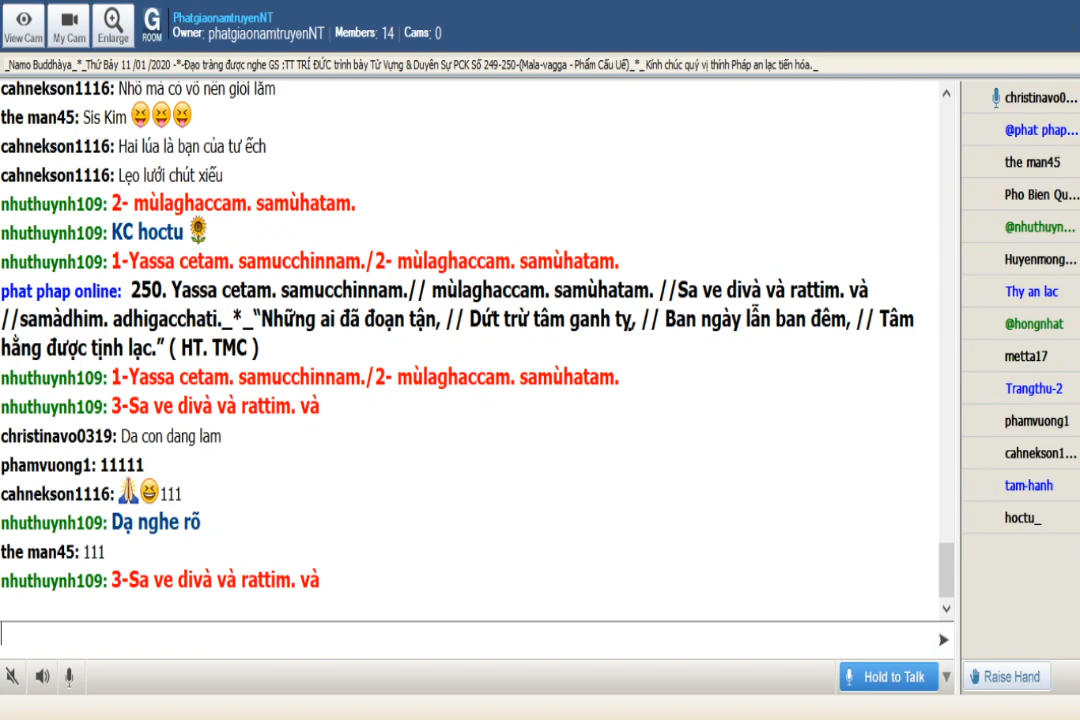 View Cam
My Cam
Enlarge
G
ROOM
PhatgiaonamtruyenNT
Owner: phatgiaonamtruyenNT | Members: 14 | Cams: 0
_Namo Buddhàya_*_Thứ Bảy 11 /01 /2020 -*-Đạo tràng được nghe GS :TT TRÍ ĐỨC trình bày Từ Vựng & Duyên Sự PCK Số 249-250-(Mala-vagga - Phẩm Cấu Uế)_*_ Kính chúc quý vị thính Pháp an lạc tiến hóa._
cahnekson1116: Nhờ mà có võ nên giỏi lắm
the man45: Sis Kim
cahnekson1116: Hai lúa là bạn của tư ếch
cahnekson1116: Lẹo lưới chút xíếu
nhuthuynh109: 2- mùlaghaccam. samùhatam.
nhuthuynh109: KC hoctu
nhuthuynh109: 1-Yassa cetam. samucchinnam./2- mùlaghaccam. samùhatam.
phat phap online: 250. Yassa cetam. samucchinnam.// mùlaghaccam. samùhatam. //Sa ve divà và rattim. và
//samàdhim. adhigacchati._*_“Những ai đã đoạn tận, // Dứt trừ tâm ganh tỵ, // Ban ngày lẫn ban đêm, // Tâm
hằng được tịnh lạc.” ( HT. TMC )
nhuthuynh109: 1-Yassa cetam. samucchinnam./2- mùlaghaccam. samùhatam.
nhuthuynh109: 3-Sa ve divà và rattim. và
christinavo0319: Da con dang lam
phamvuong1: 11111
cahnekson1116: 111
nhuthuynh109: Dạ nghe rõ
the man45: 111
nhuthuynh109: 3-Sa ve divà và rattim. và
christinavo0...
@phat phap...
the man45
Pho Bien Qu...
@nhuthuyn...
Huyenmong...
Thy an lac
@hongnhat
metta17
Trangthu-2
phamvuong1
cahnekson1...
tam-hanh
hoctu_
Hold to Talk
Raise Hand